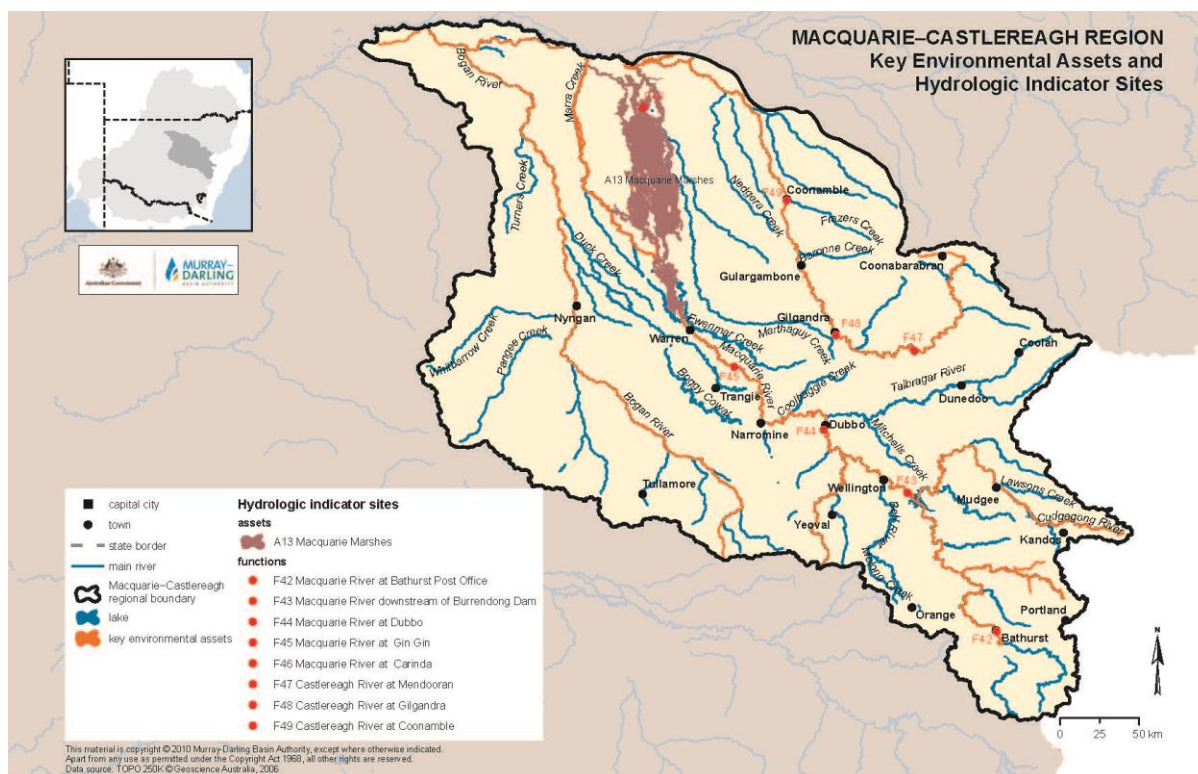 MACQUARIE–CASTLEREAGH REGION
Key Environmental Assets and
Hydrologic Indicator Sites
Australian Government
MURRAY–
DARLING
BASIN AUTHORITY
Bogan River
Marra Creek
Turners Creek
A13 Macquarie Marshes
Nedgera Creek
F49
Coonamble
Frazers Creek
Baronne Creek
Gulargambone
Coonabarabran
Duck Creek
Nyngan
Whitbarrow Creek
Pangee Creek
Warren
Ewenmar Creek
Marthaguy Creek
Gilgandra
F48
F47
Coolah
Macquarie River
F45
Trangie
Boggy Cowal
Coolbaggie Creek
Talbragar River
Dunedoo
Bogan River
Narromine
Dubbo
F44
Mitchells Creek
Tullamore
Wellington
F43
Bell River
Mudgee
Lawsons Creek
Cudgegong River
Yeoval
Kandos
Molong Creek
Orange
Portland
F42
Bathurst
N
0 25 50 km
capital city
town
state border
main river
Macquarie–Castlereagh
regional boundary
lake
key environmental assets
Hydrologic indicator sites
assets
A13 Macquarie Marshes
functions
F42 Macquarie River at Bathurst Post Office
F43 Macquarie River downstream of Burrendong Dam
F44 Macquarie River at Dubbo
F45 Macquarie River at Gin Gin
F46 Macquarie River at Carinda
F47 Castlereagh River at Mendooran
F48 Castlereagh River at Gilgandra
F49 Castlereagh River at Coonamble
This material is copyright © 2010 Murray-Darling Basin Authority, except where otherwise indicated.
Apart from any use as permitted under the Copyright Act 1968, all other rights are reserved.
Data source: TOPO 250K © Geoscience Australia, 2006